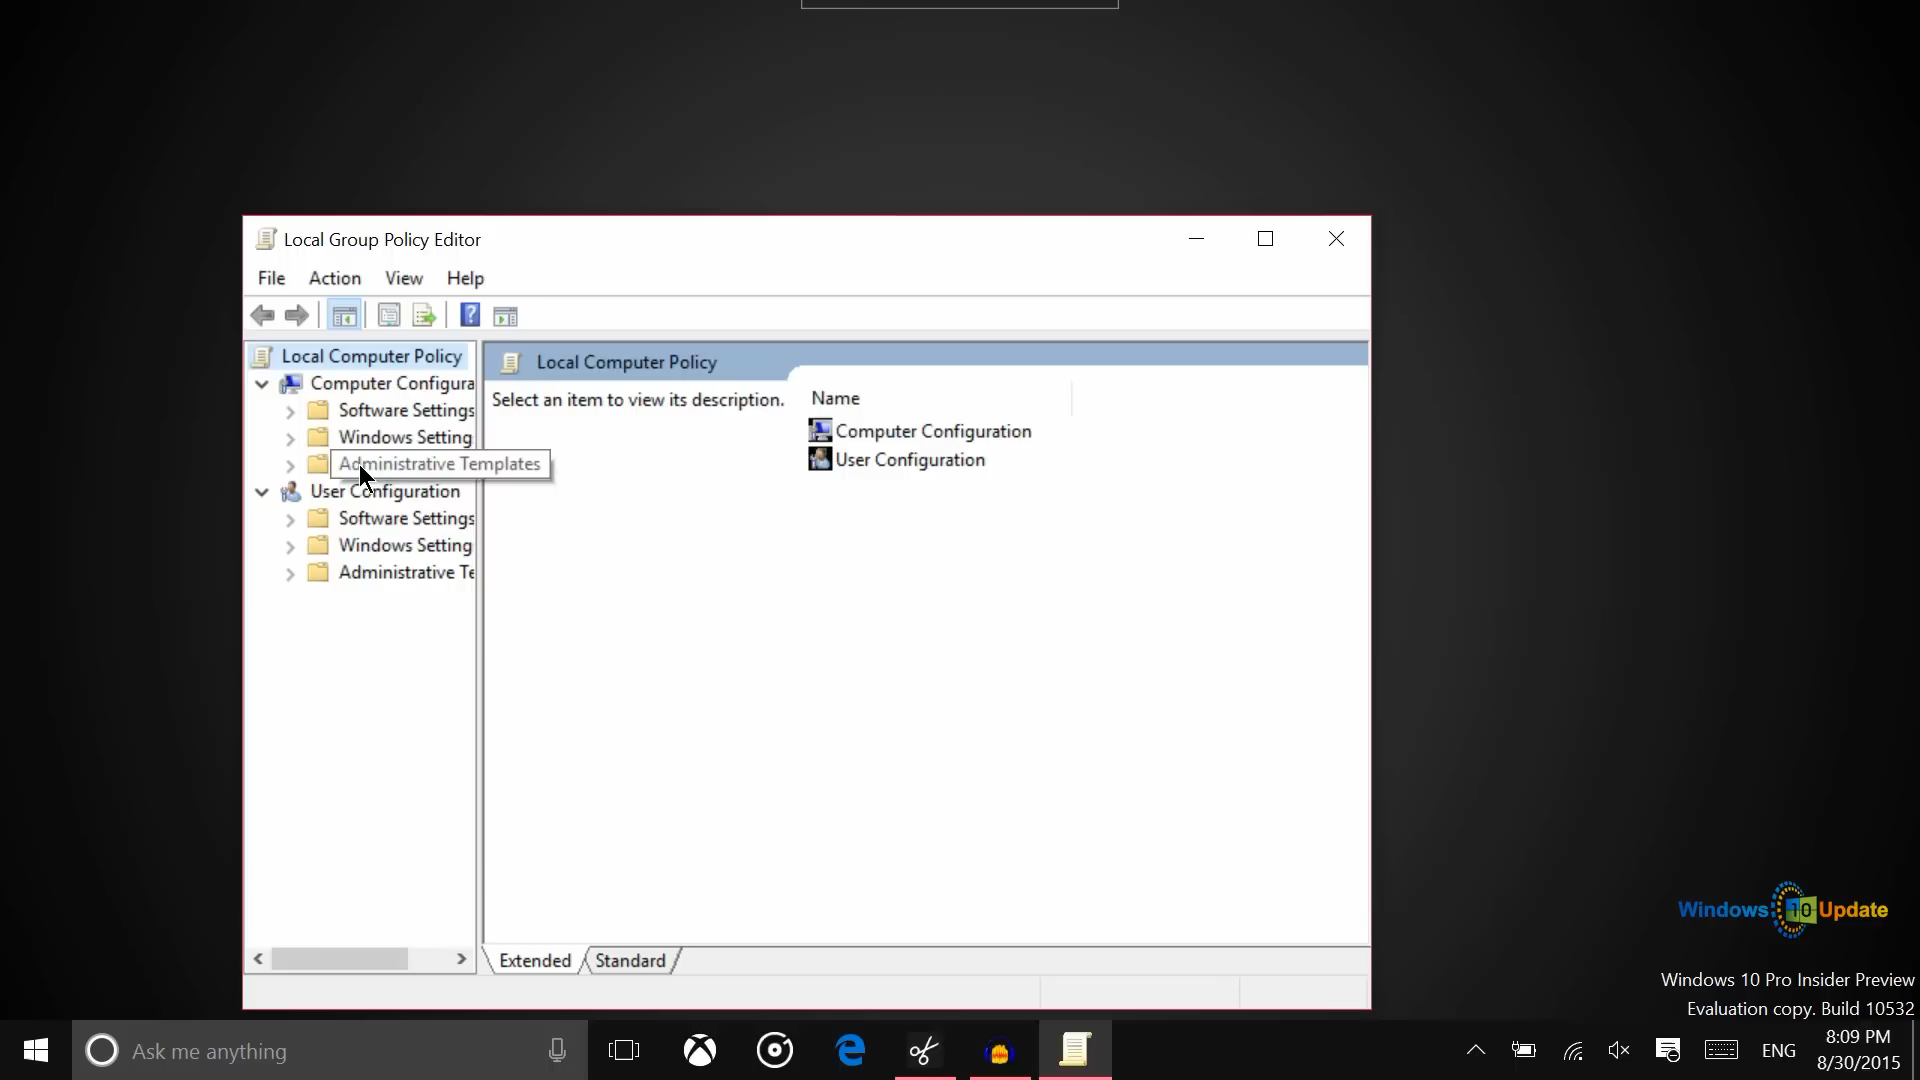 Local Group Policy Editor
File Action View Help
Local Computer Policy
Computer Configura
Software Settings
Windows Setting
Administrative Templates
User Configuration
Software Settings
Windows Setting
Administrative Te
Local Computer Policy
Select an item to view its description.
Name
Computer Configuration
User Configuration
Extended Standard
Windows 10 Update
Windows 10 Pro Insider Preview
Evaluation copy. Build 10532
Ask me anything
ENG
8:09 PM
8/30/2015